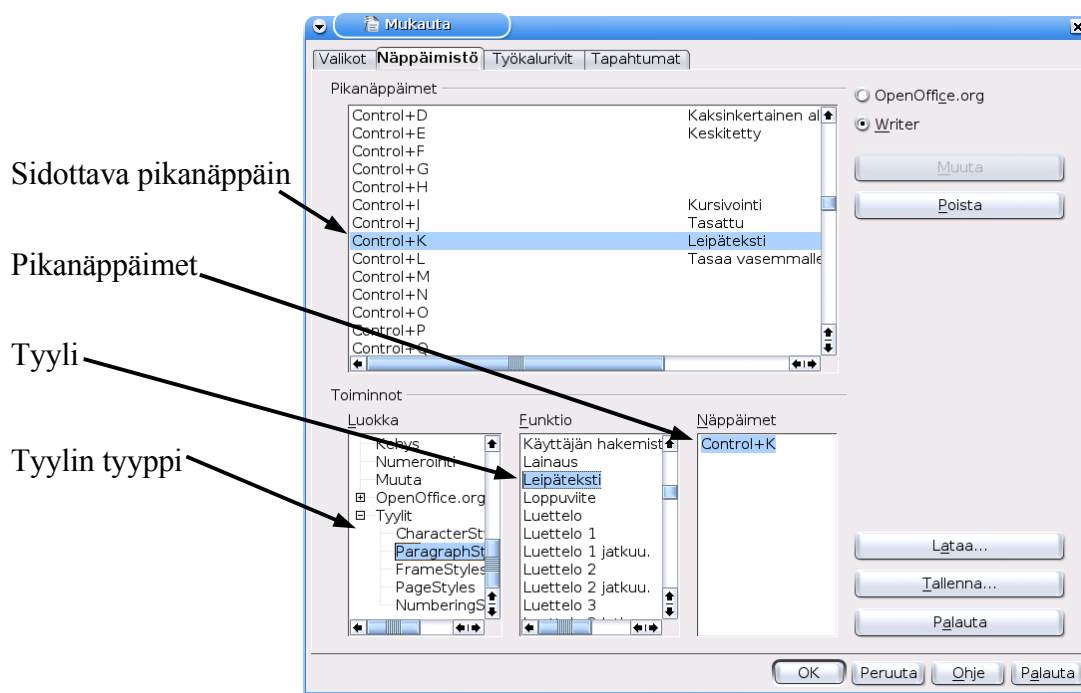 Mukauta
Valikot Näppäimistö Työkalurivit Tapahtumat
Pikanäppäimet
Control+D Kaksinkertainen al
Control+E Keskitetty
Control+F
Control+G
Control+H
Control+I Kursivointi
Control+J Tasattu
Control+K Leipäteksti
Control+L Tasaa vasemmalle
Control+M
Control+N
Control+O
Control+P
Control+Q
OpenOffice.org
Writer
Muuta
Poista
Sidottava pikanäppäin
Pikanäppäimet
Tyyli
Tyylin tyyppi
Toiminnot
Luokka
Kehys
Numerointi
Muuta
OpenOffice.org
Tyylit
CharacterSt
ParagraphSt
FrameStyles
PageStyles
NumberingS
Funktio
Käyttäjän hakemist
Lainaus
Leipäteksti
Loppuviite
Luettelo
Luettelo 1
Luettelo 1 jatkuu.
Luettelo 2
Luettelo 2 jatkuu.
Luettelo 3
Näppäimet
Control+K
Lataa...
Tallenna...
Palauta
OK Peruuta Ohje Palauta